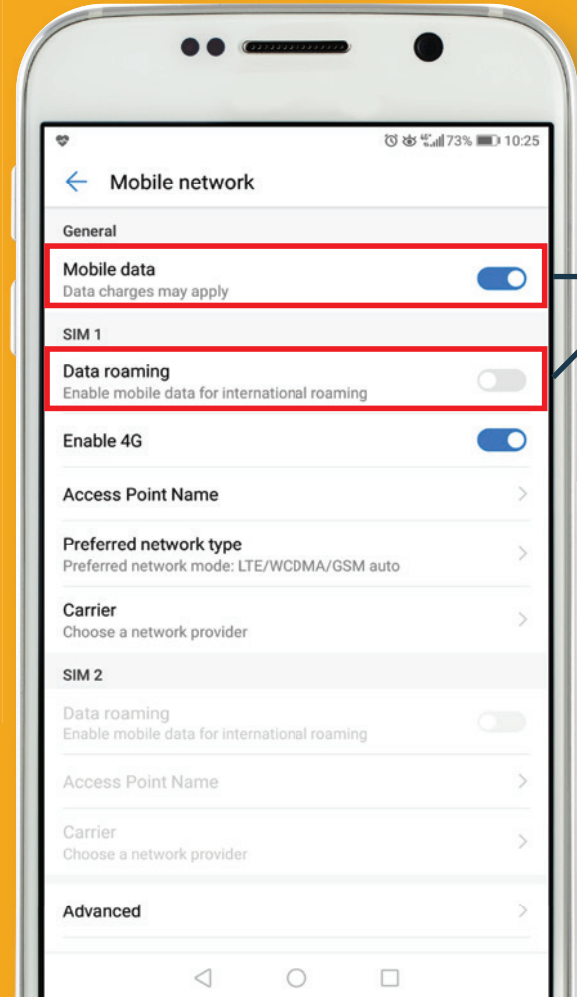 73% 10:25
Mobile network
General
Mobile data
Data charges may apply
SIM 1
Data roaming
Enable mobile data for international roaming
Enable 4G
Access Point Name
Preferred network type
Preferred network mode: LTE/WCDMA/GSM auto
Carrier
Choose a network provider
SIM 2
Data roaming
Enable mobile data for international roaming
Access Point Name
Carrier
Choose a network provider
Advanced